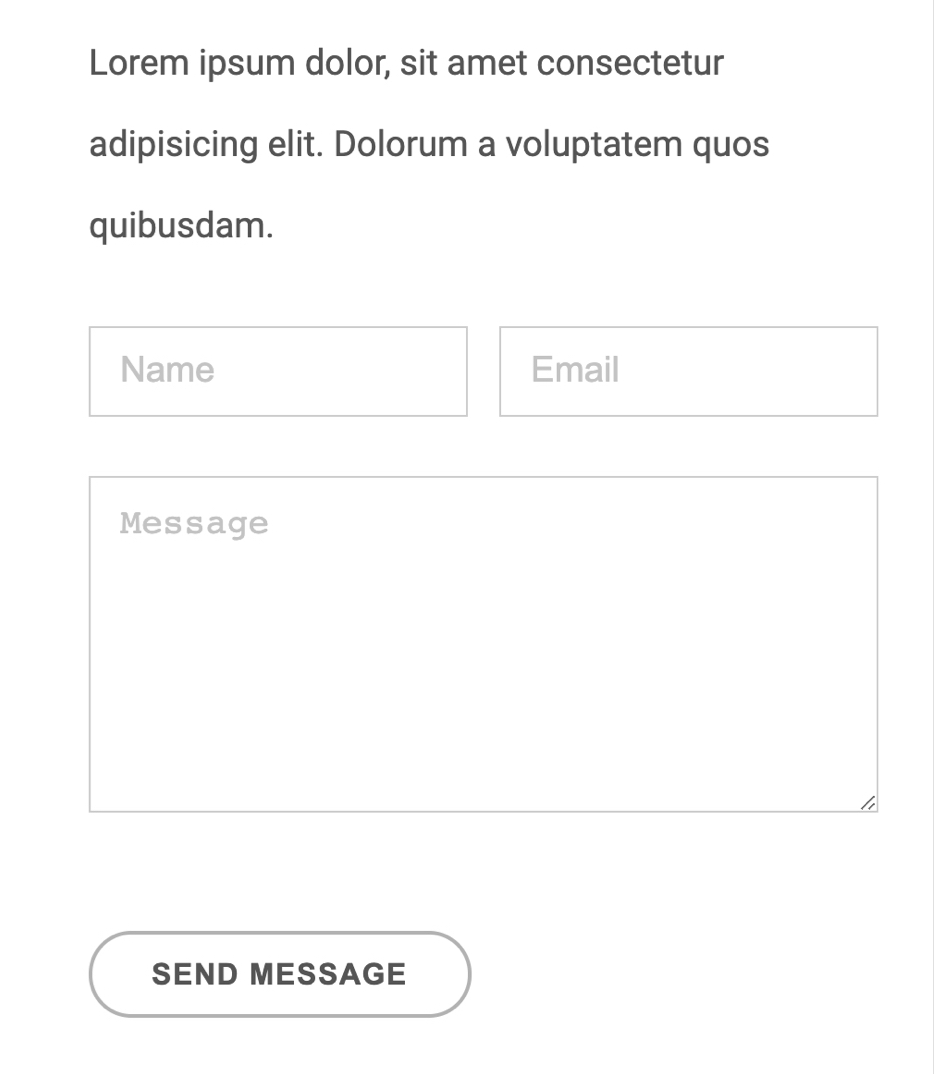 Lorem ipsum dolor, sit amet consectetur
adipisicing elit. Dolorum a voluptatem quos
quibusdam.
Name
Email
Message
SEND MESSAGE